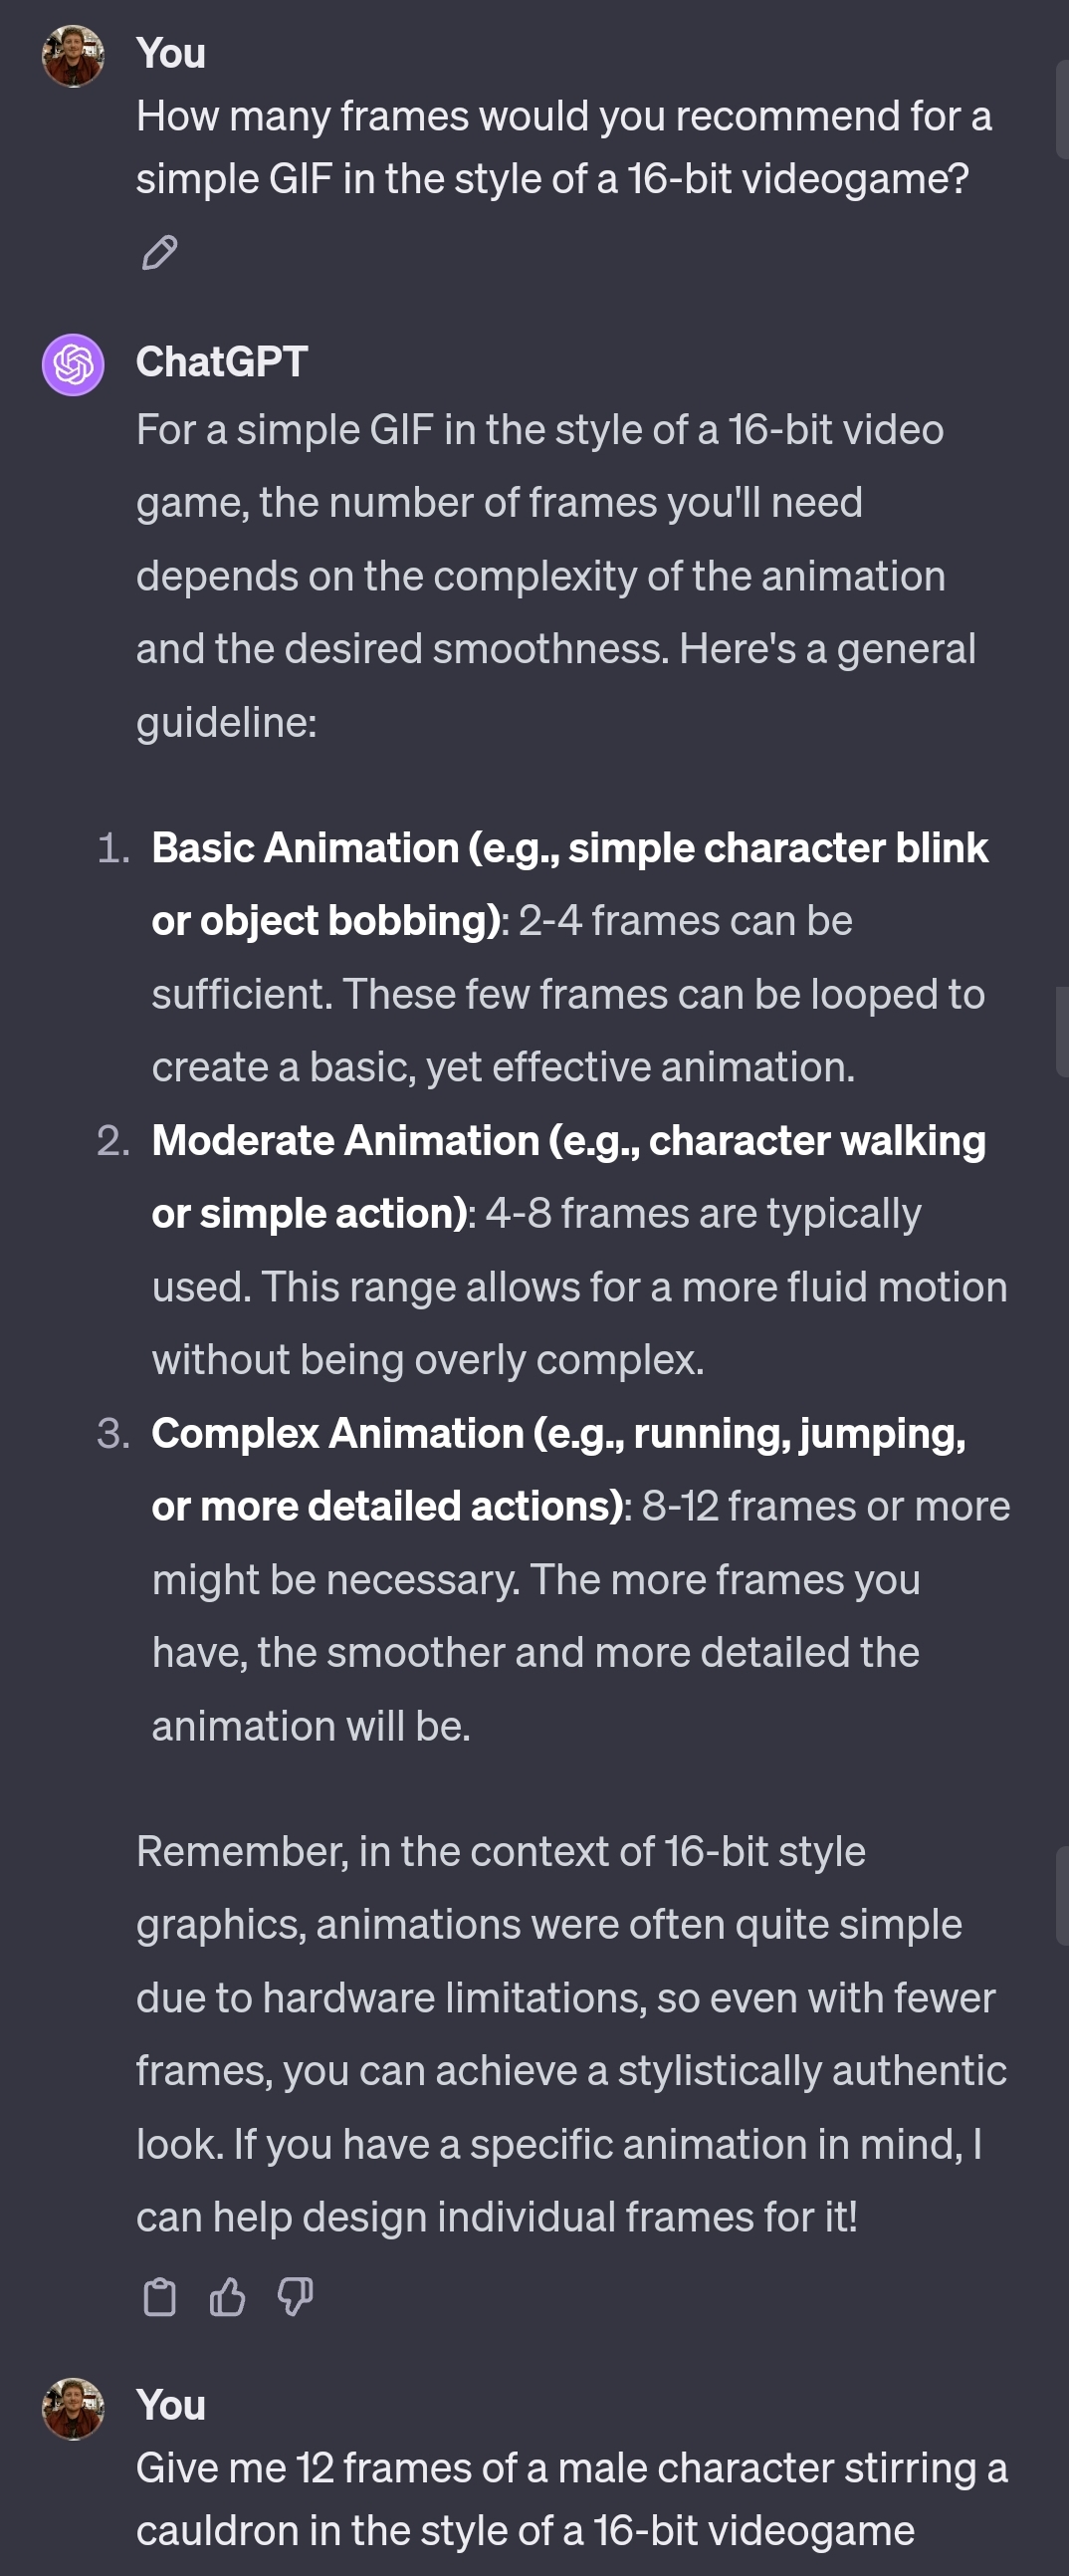 You
How many frames would you recommend for a
simple GIF in the style of a 16-bit videogame?
ChatGPT
For a simple GIF in the style of a 16-bit video
game, the number of frames you'll need
depends on the complexity of the animation
and the desired smoothness. Here's a general
guideline:
1. Basic Animation (e.g., simple character blink
or object bobbing): 2-4 frames can be
sufficient. These few frames can be looped to
create a basic, yet effective animation.
2. Moderate Animation (e.g., character walking
or simple action): 4-8 frames are typically
used. This range allows for a more fluid motion
without being overly complex.
3. Complex Animation (e.g., running, jumping,
or more detailed actions): 8-12 frames or more
might be necessary. The more frames you
have, the smoother and more detailed the
animation will be.
Remember, in the context of 16-bit style
graphics, animations were often quite simple
due to hardware limitations, so even with fewer
frames, you can achieve a stylistically authentic
look. If you have a specific animation in mind, I
can help design individual frames for it!
You
Give me 12 frames of a male character stirring a
cauldron in the style of a 16-bit videogame